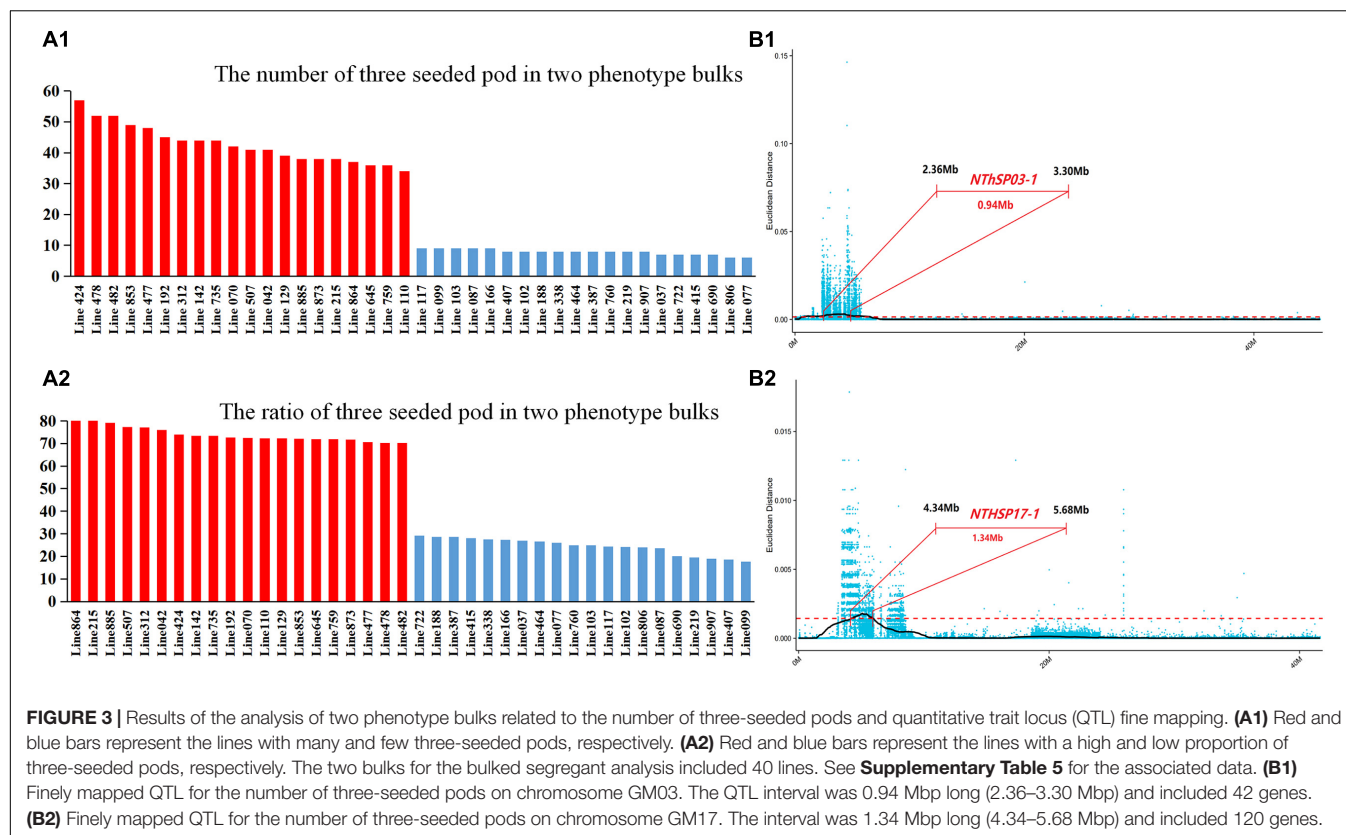 A1
The number of three seeded pod in two phenotype bulks
60
50
40
30
20
10
0
Line 424
Line 478
Line 482
Line 853
Line 477
Line 192
Line 312
Line 142
Line 735
Line 070
Line 507
Line 042
Line 129
Line 885
Line 873
Line 215
Line 864
Line 645
Line 759
Line 110
Line 117
Line 099
Line 103
Line 087
Line 166
Line 407
Line 102
Line 188
Line 338
Line 464
Line 387
Line 760
Line 219
Line 907
Line 037
Line 722
Line 415
Line 690
Line 806
Line 077
B1
Euclidean Distance
0.15
0.10
0.05
0.00
2.36Mb
NThSP03-1
3.30Mb
0.94Mb
0M
20M
40M
A2
The ratio of three seeded pod in two phenotype bulks
80
70
60
50
40
30
20
10
0
Line864
Line215
Line885
Line507
Line312
Line042
Line424
Line142
Line735
Line192
Line070
Line110
Line129
Line853
Line645
Line759
Line873
Line477
Line478
Line482
Line722
Line188
Line387
Line415
Line338
Line166
Line037
Line464
Line077
Line760
Line103
Line117
Line102
Line806
Line087
Line690
Line219
Line907
Line407
Line099
B2
Euclidean Distance
0.015
0.010
0.005
0.000
4.34Mb
NTHSP17-1
5.68Mb
1.34Mb
0M
20M
40M
FIGURE 3 | Results of the analysis of two phenotype bulks related to the number of three-seeded pods and quantitative trait locus (QTL) fine mapping. (A1) Red and
blue bars represent the lines with many and few three-seeded pods, respectively. (A2) Red and blue bars represent the lines with a high and low proportion of
three-seeded pods, respectively. The two bulks for the bulked segregant analysis included 40 lines. See Supplementary Table 5 for the associated data. (B1)
Finely mapped QTL for the number of three-seeded pods on chromosome GM03. The QTL interval was 0.94 Mbp long (2.36–3.30 Mbp) and included 42 genes.
(B2) Finely mapped QTL for the number of three-seeded pods on chromosome GM17. The interval was 1.34 Mbp long (4.34–5.68 Mbp) and included 120 genes.